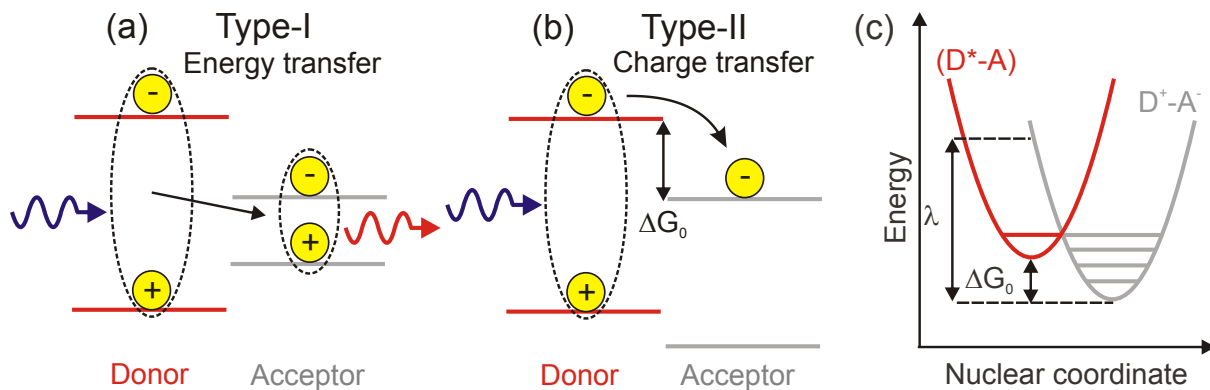 (a) Type-I
Energy transfer
-
-
+
+
Donor Acceptor
(b) Type-II
Charge transfer
-
-
ΔG₀
+
Donor Acceptor
(c)
(D*-A)
D⁺-A⁻
Energy
λ
ΔG₀
Nuclear coordinate